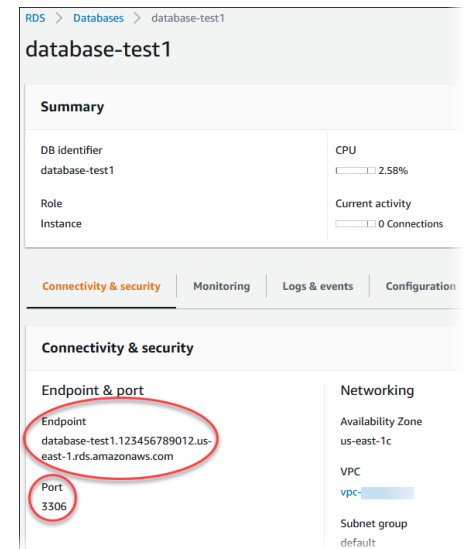 RDS > Databases > database-test1
database-test1
Summary
DB identifier
database-test1
CPU
2.58%
Role
Instance
Current activity
0 Connections
Connectivity & security
Monitoring
Logs & events
Configuration
Connectivity & security
Endpoint & port
Endpoint
database-test1.123456789012.us-
east-1.rds.amazonaws.com
Port
3306
Networking
Availability Zone
us-east-1c
VPC
vpc-
Subnet group
default